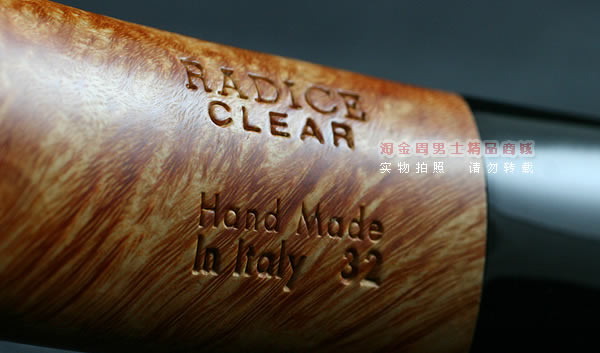 RADICE
CLEAR
淘金周男士精品商城
实物拍照 请勿转载
Hand Made
In Italy 32